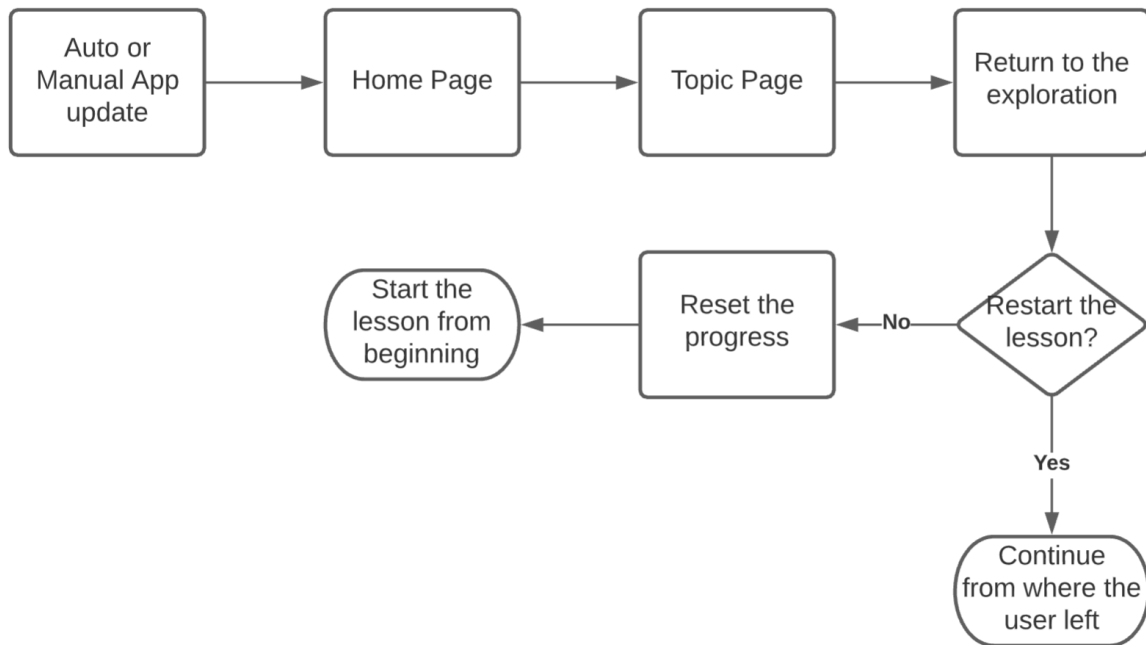 Auto or
Manual App
update
Home Page
Topic Page
Return to the
exploration
Restart the
lesson?
No
Reset the
progress
Start the
lesson from
beginning
Yes
Continue
from where the
user left